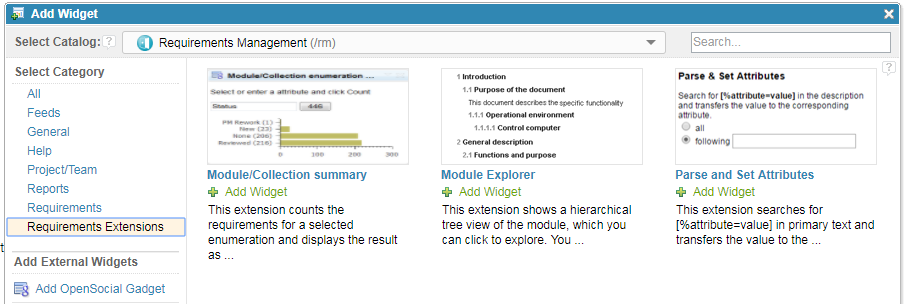 Add Widget
Select Catalog: ?
Requirements Management (/rm)
Search...
Select Category
All
Feeds
General
Help
Project/Team
Reports
Requirements
Requirements Extensions
t
Add External Widgets
Add OpenSocial Gadget
?
Module/Collection enumeration ...
Select or enter a attribute and click Count
Status
446
PM Rework (1)
New (23)
None (206)
Reviewed (216)
0 100 200 300
Module/Collection summary
Add Widget
This extension counts the
requirements for a selected
enumeration and displays the result
as ...
1 Introduction
1.1 Purpose of the document
This document describes the specific functionality
1.1.1 Operational environment
1.1.1.1 Control computer
2 General description
2.1 Functions and purpose
Module Explorer
Add Widget
This extension shows a hierarchical
tree view of the module, which you
can click to explore. You ...
Parse & Set Attributes
Search for [%attribute=value] in the description
and transfers the value to the corresponding
attribute.
all
following
Parse and Set Attributes
Add Widget
This extension searches for
[%attribute=value] in primary text and
transfers the value to the ...